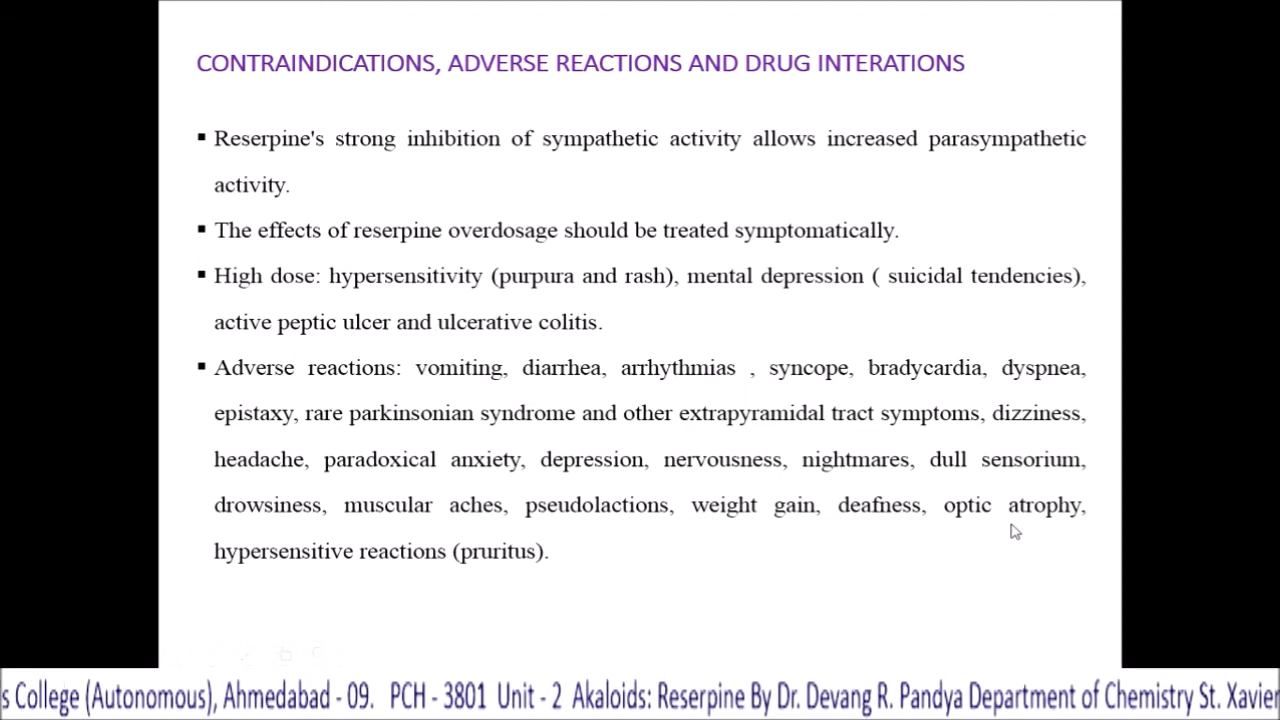 CONTRAINDICATIONS, ADVERSE REACTIONS AND DRUG INTERATIONS
▪ Reserpine's strong inhibition of sympathetic activity allows increased parasympathetic
activity.
▪ The effects of reserpine overdosage should be treated symptomatically.
▪ High dose: hypersensitivity (purpura and rash), mental depression ( suicidal tendencies),
active peptic ulcer and ulcerative colitis.
▪ Adverse reactions: vomiting, diarrhea, arrhythmias , syncope, bradycardia, dyspnea,
epistaxy, rare parkinsonian syndrome and other extrapyramidal tract symptoms, dizziness,
headache, paradoxical anxiety, depression, nervousness, nightmares, dull sensorium,
drowsiness, muscular aches, pseudolactions, weight gain, deafness, optic atrophy,
hypersensitive reactions (pruritus).
s College (Autonomous), Ahmedabad - 09. PCH - 3801 Unit - 2 Akaloids: Reserpine By Dr. Devang R. Pandya Department of Chemistry St. Xavier